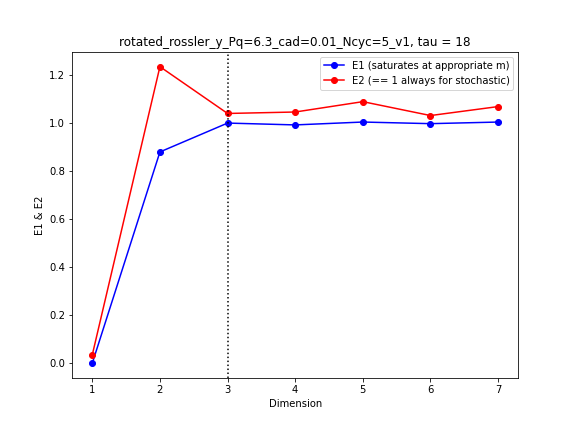 rotated_rossler_y_Pq=6.3_cad=0.01_Ncyc=5_v1, tau = 18
E1 (saturates at appropriate m)
E2 (== 1 always for stochastic)
E1 & E2
1.2
1.0
0.8
0.6
0.4
0.2
0.0
1 2 3 4 5 6 7
Dimension